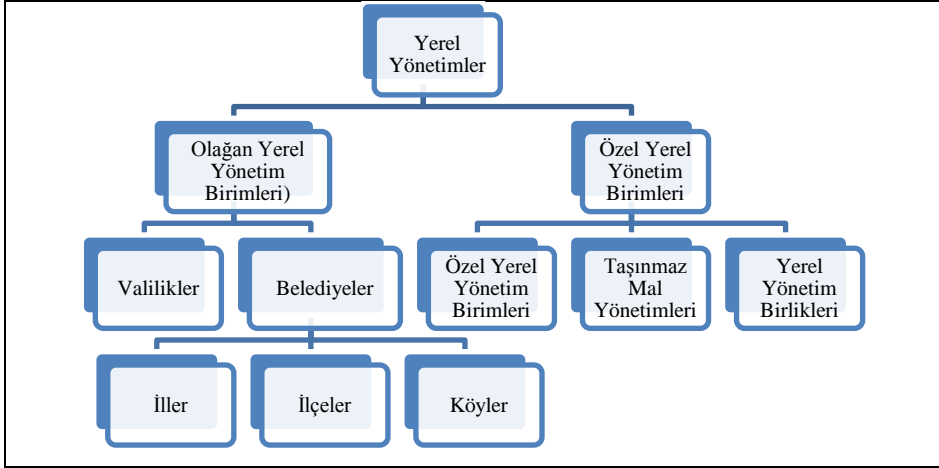 Yerel
Yönetimler
Olağan Yerel
Yönetim
Birimleri)
Özel Yerel
Yönetim
Birimleri
Valilikler
Belediyeler
Özel Yerel
Yönetim
Birimleri
Taşınmaz
Mal
Yönetimleri
Yerel
Yönetim
Birlikleri
İller
İlçeler
Köyler